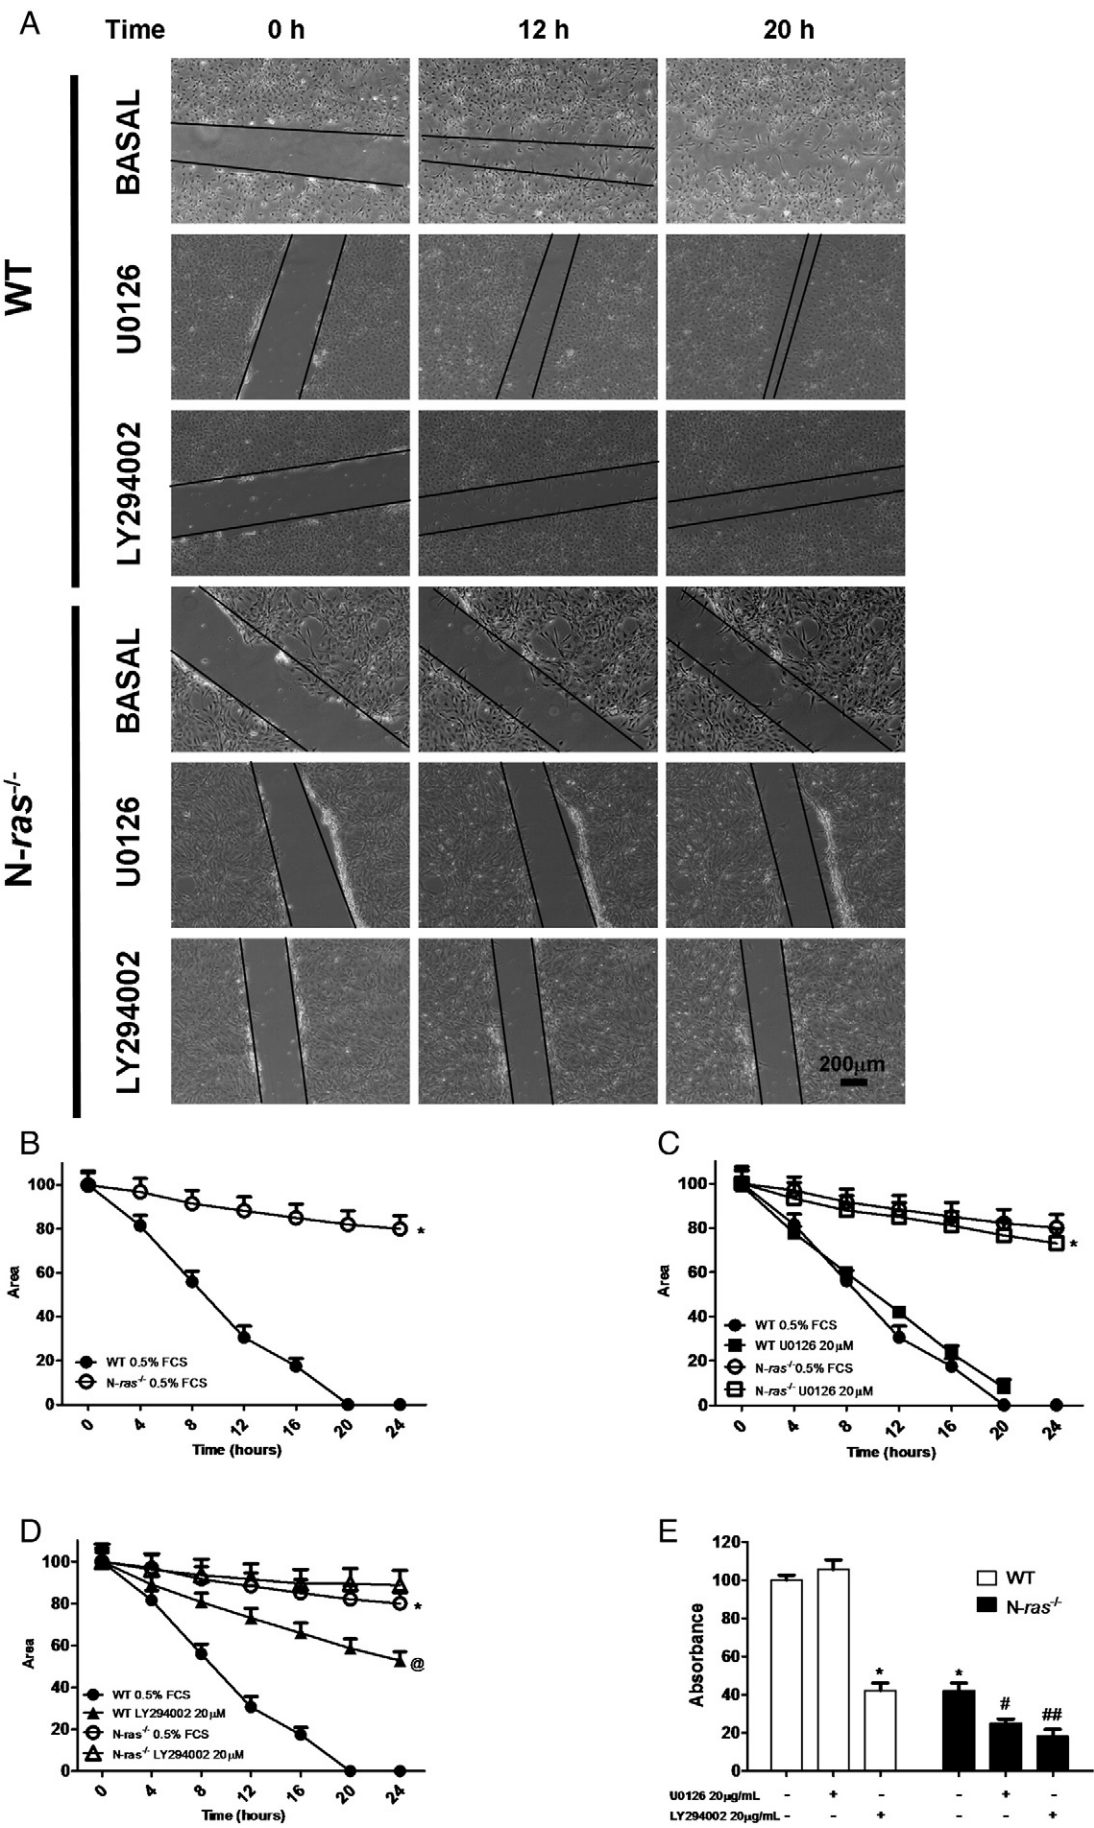 A
Time 0 h 12 h 20 h
WT
BASAL
U0126
LY294002
N-ras-/-
BASAL
U0126
LY294002
200µm
B
100
80
60
40
20
0
Area
*
WT 0.5% FCS
N-ras-/- 0.5% FCS
0 4 8 12 16 20 24
Time (hours)
C
100
80
60
40
20
0
Area
*
WT 0.5% FCS
WT U0126 20µM
N-ras-/- 0.5% FCS
N-ras-/- U0126 20µM
0 4 8 12 16 20 24
Time (hours)
D
100
80
60
40
20
0
Area
*
@
WT 0.5% FCS
WT LY294002 20µM
N-ras-/- 0.5% FCS
N-ras-/- LY294002 20µM
0 4 8 12 16 20 24
Time (hours)
E
120
100
80
60
40
20
0
Absorbance
WT
N-ras-/-
* * # ##
U0126 20µg/mL - + - - + -
LY294002 20µg/mL - - + - - +